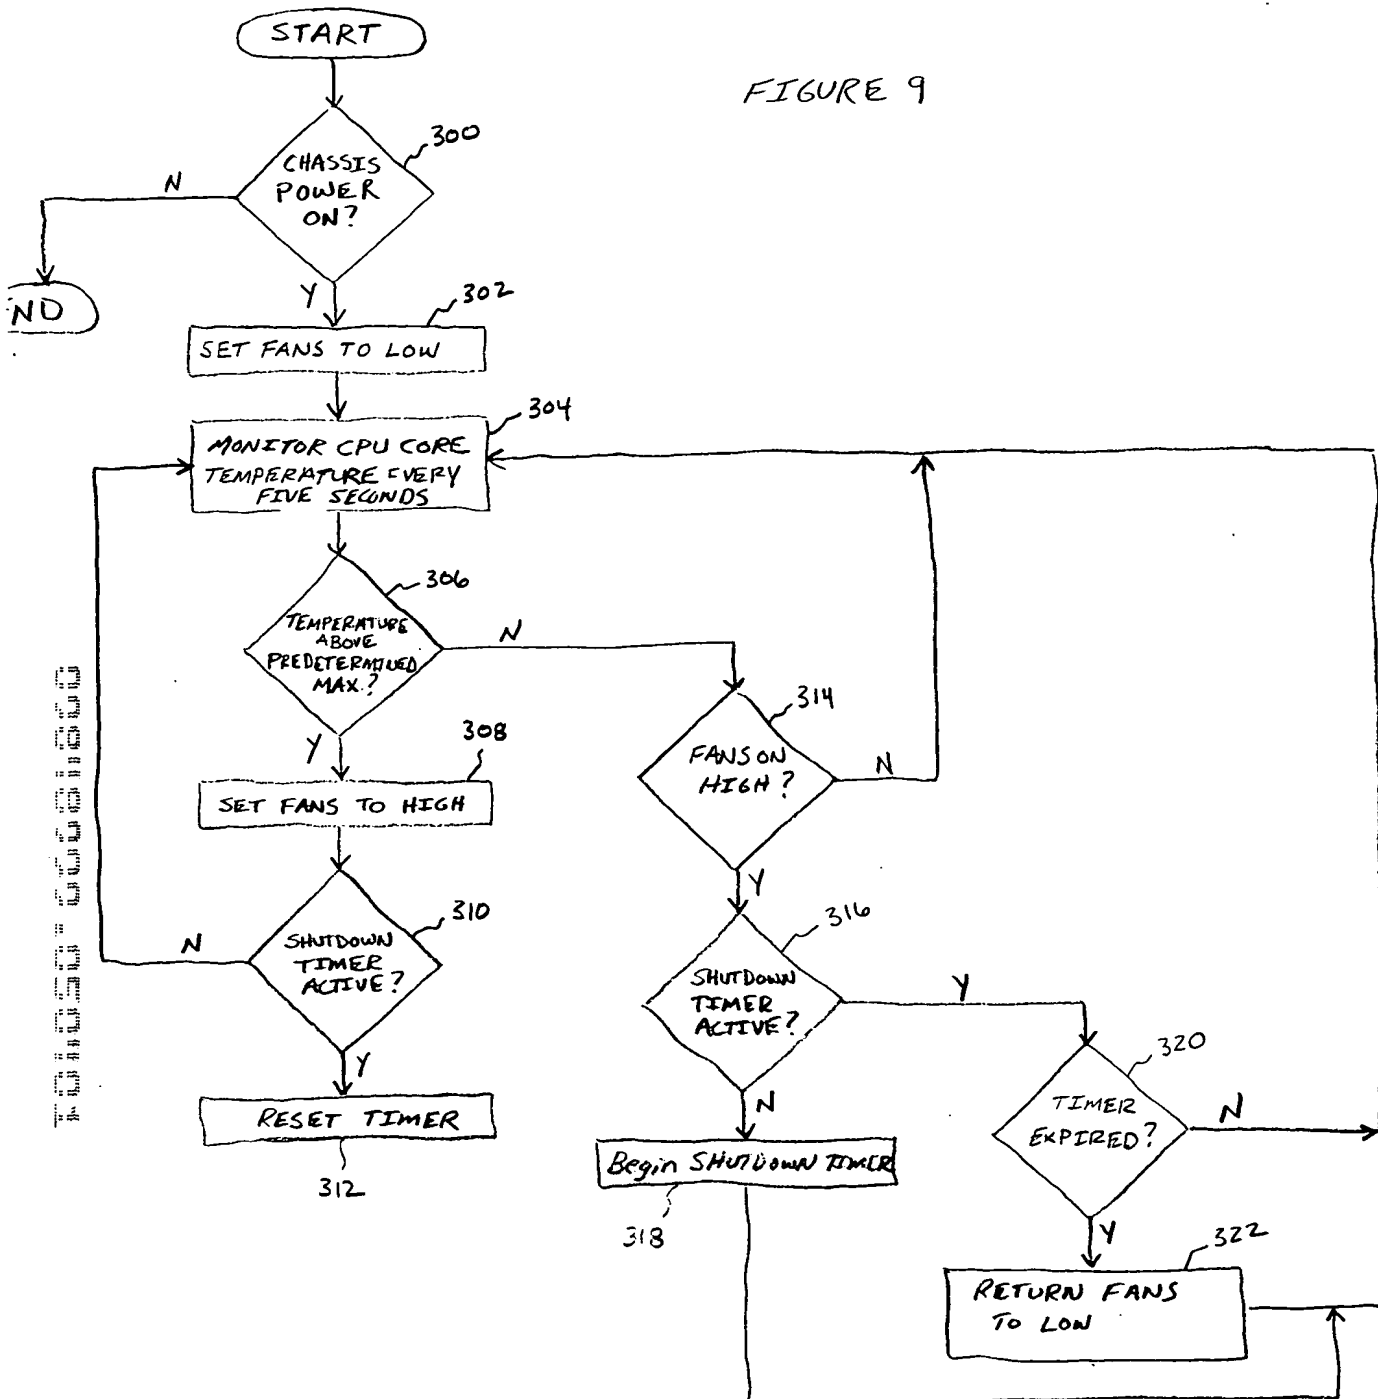 START
FIGURE 9
300
CHASSIS
POWER
ON?
N
Y
END
302
SET FANS TO LOW
304
MONITOR CPU CORE
TEMPERATURE EVERY
FIVE SECONDS
306
TEMPERATURE
ABOVE
PREDETERMINED
MAX.?
N
Y
314
FANS ON
HIGH?
N
Y
308
SET FANS TO HIGH
310
SHUTDOWN
TIMER
ACTIVE?
N
Y
316
SHUTDOWN
TIMER
ACTIVE?
Y
N
320
TIMER
EXPIRED?
N
Y
RESET TIMER
312
Begin SHUTDOWN TIMER
318
322
RETURN FANS
TO LOW